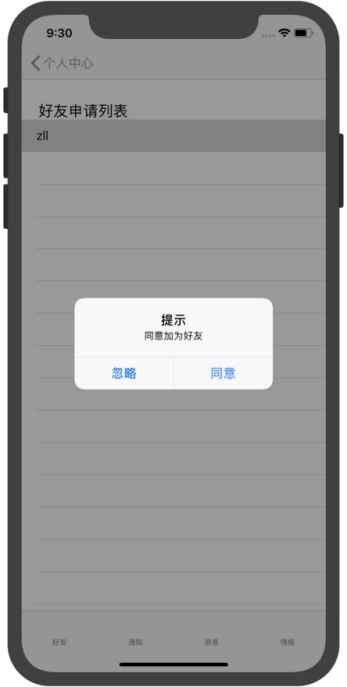 9:30
个人中心
好友申请列表
zll
提示
同意加为好友
忽略
同意
好友
通知
消息
情报